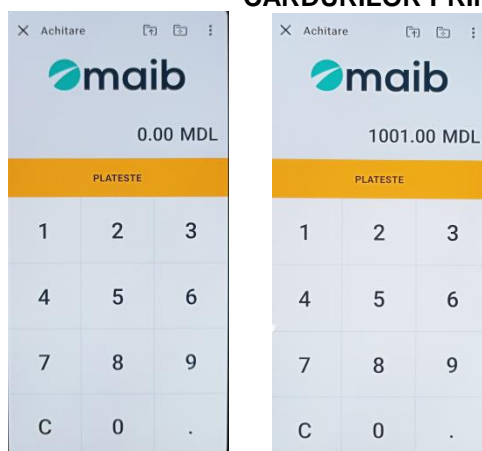 X Achitare
maib
0.00 MDL
PLATESTE
1 2 3
4 5 6
7 8 9
C 0 .
X Achitare
maib
1001.00 MDL
PLATESTE
1 2 3
4 5 6
7 8 9
C 0 .